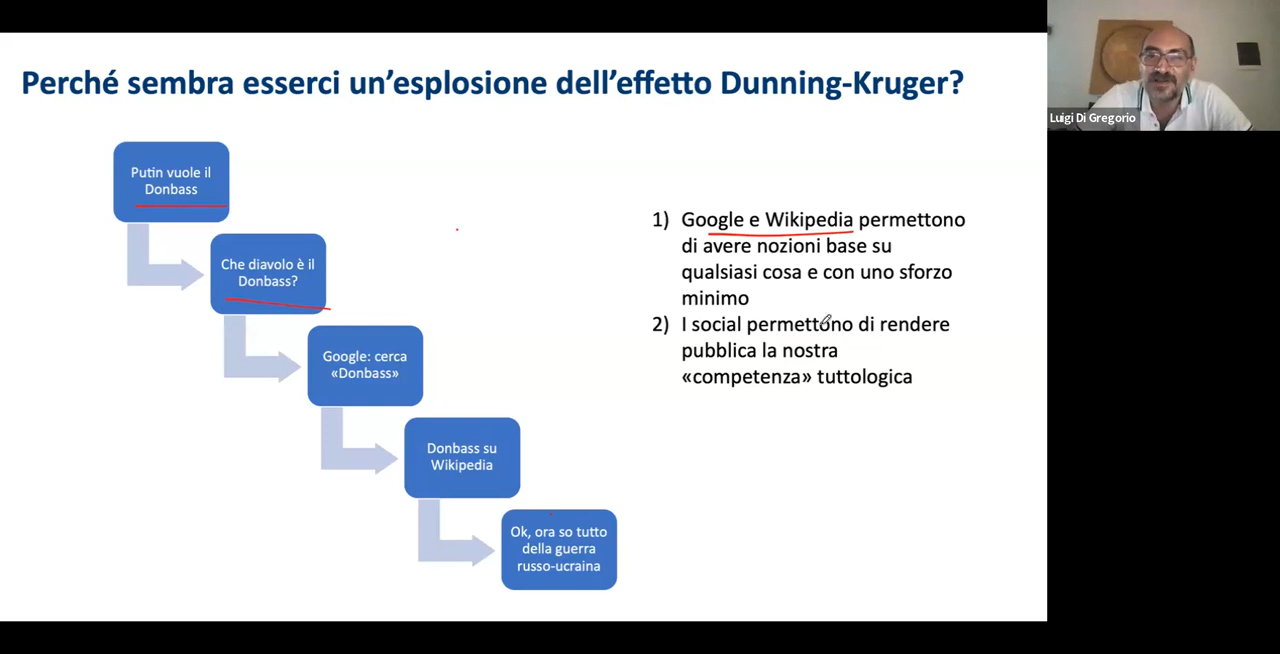 Perché sembra esserci un’esplosione dell’effetto Dunning-Kruger?
Luigi Di Gregorio
Putin vuole il
Donbass
Che diavolo è il
Donbass?
Google: cerca
«Donbass»
Donbass su
Wikipedia
Ok, ora so tutto
della guerra
russo-ucraina
1) Google e Wikipedia permettono
di avere nozioni base su
qualsiasi cosa e con uno sforzo
minimo
2) I social permettono di rendere
pubblica la nostra
«competenza» tuttologica